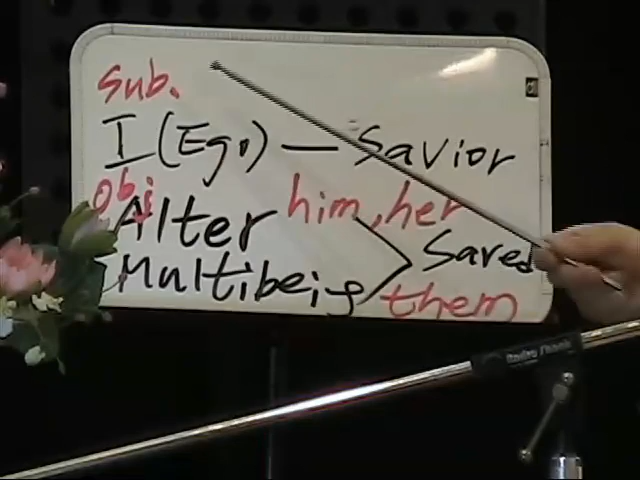 Sub.
I (Ego) — Savior
Obj
Alter him, her
Saved
Multibeing them